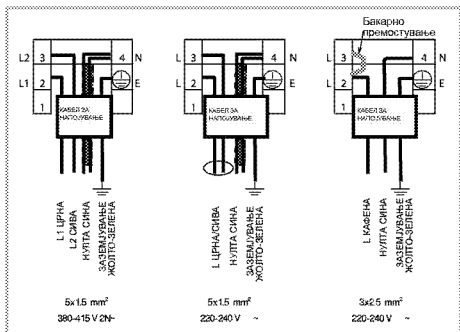 Бакарно
премостување
L2 3 4 N
L1 2 E
1
КАБЕЛ ЗА
НАПОЈУВАЊЕ
L1 ЦРНА
L2 СИВА
НУЛТА СИНА
ЗАЗЕМЈУВАЊЕ
ЖОЛТО-ЗЕЛЕНА
5x1.5 mm²
380-415 V 2N~
L 3 4 N
L 2 E
1
КАБЕЛ ЗА
НАПОЈУВАЊЕ
L ЦРНА/СИВА
НУЛТА СИНА
ЗАЗЕМЈУВАЊЕ
ЖОЛТО-ЗЕЛЕНА
5x1.5 mm²
220-240 V ~
L 3 4 N
L 2 E
1
КАБЕЛ ЗА
НАПОЈУВАЊЕ
L КАФЕНА
НУЛТА СИНА
ЗАЗЕМЈУВАЊЕ
ЖОЛТО-ЗЕЛЕНА
3x2.5 mm²
220-240 V ~